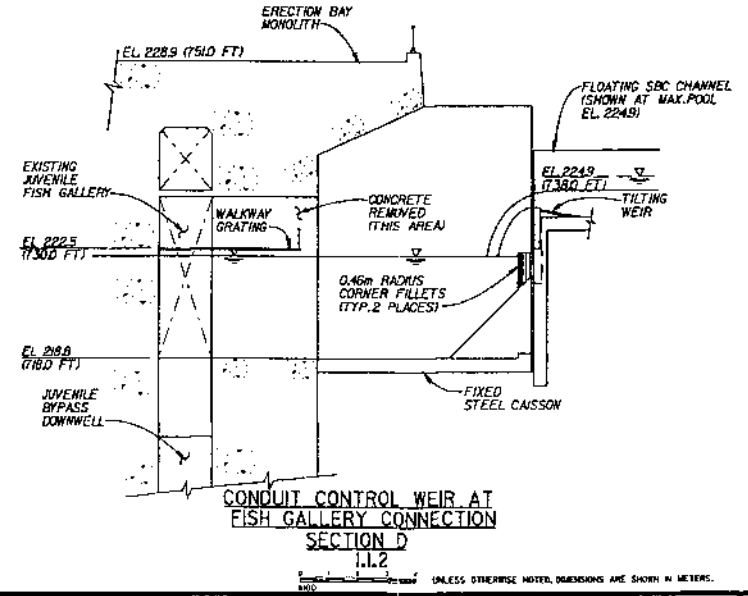 ERECTION BAY
MONOLITH
EL. 228.9 (751.0 FT)
FLOATING SBC CHANNEL
(SHOWN AT MAX. POOL
EL. 224.9)
EXISTING
JUVENILE
FISH GALLERY
EL. 224.9
(738.0 FT)
WALKWAY
GRATING
CONCRETE
REMOVED
(THIS AREA)
TILTING
WEIR
EL. 222.5
(730.0 FT)
0.46m RADIUS
CORNER FILLETS
(TYP. 2 PLACES)
EL. 218.8
(718.0 FT)
JUVENILE
BYPASS
DOWNWELL
FIXED
STEEL CAISSON
CONDUIT CONTROL WEIR AT
FISH GALLERY CONNECTION
SECTION D
1.1.2
UNLESS OTHERWISE NOTED, DIMENSIONS ARE SHOWN IN METERS.